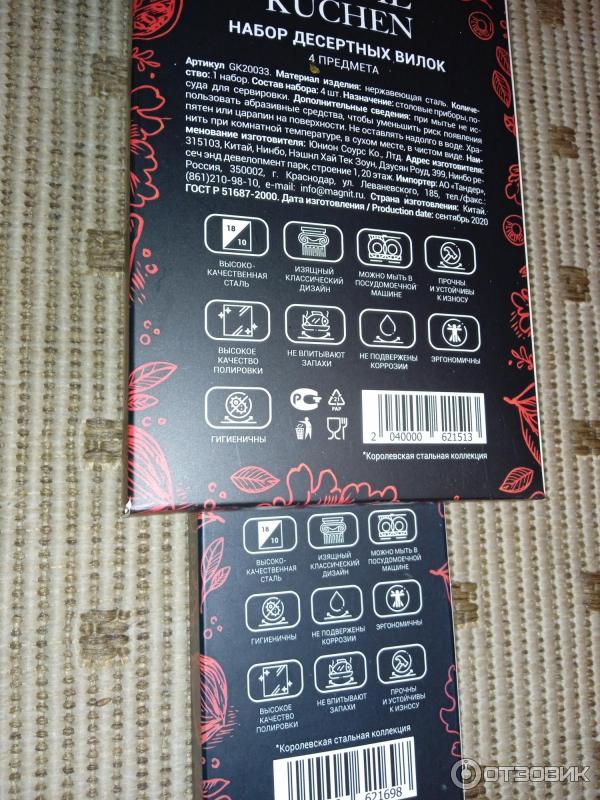 KUCHEN
НАБОР ДЕСЕРТНЫХ ВИЛОК
4 ПРЕДМЕТА
Артикул GK20033. Материал изделия: нержавеющая сталь. Количе-
ство: 1 набор. Состав набора: 4 шт. Назначение: столовые приборы, по-
суда для сервировки. Дополнительные сведения: при мытье не ис-
пользовать абразивные средства, чтобы уменьшить риск появления
пятен или царапин на поверхности. Не оставлять надолго в воде. Хра-
нить при комнатной температуре, в сухом месте, в чистом виде. Наи-
менование изготовителя: Юнион Соурс Ко., Лтд. Адрес изготовителя:
315103, Китай, Нинбо, Нэшнл Хай Тек Зоун, Дзусян Роуд, 399, Нинбо ре-
сеч энд девелопмент парк, строение 1, 20 этаж. Импортер: АО «Тандер»,
Россия, 350002, г. Краснодар, ул. Леваневского, 185, тел./факс.:
(861)210-98-10, e-mail: info@magnit.ru. Страна изготовления: Китай.
ГОСТ Р 51687-2000. Дата изготовления / Production date: сентябрь 2020
18
10
ВЫСОКО-
КАЧЕСТВЕННАЯ
СТАЛЬ
ИЗЯЩНЫЙ
КЛАССИЧЕСКИЙ
ДИЗАЙН
МОЖНО МЫТЬ В
ПОСУДОМОЕЧНОЙ
МАШИНЕ
ПРОЧНЫ
И УСТОЙЧИВЫ
К ИЗНОСУ
ВЫСОКОЕ
КАЧЕСТВО
ПОЛИРОВКИ
НЕ ВПИТЫВАЮТ
ЗАПАХИ
НЕ ПОДВЕРЖЕНЫ
КОРРОЗИИ
ЭРГОНОМИЧНЫ
ГИГИЕНИЧНЫ
21
PAP
2 040000 621513
*Королевская стальная коллекция
18
10
ВЫСОКО-
КАЧЕСТВЕННАЯ
СТАЛЬ
ИЗЯЩНЫЙ
КЛАССИЧЕСКИЙ
ДИЗАЙН
МОЖНО МЫТЬ В
ПОСУДОМОЕЧНОЙ
МАШИНЕ
ГИГИЕНИЧНЫ
НЕ ПОДВЕРЖЕНЫ
КОРРОЗИИ
ЭРГОНОМИЧНЫ
ВЫСОКОЕ
КАЧЕСТВО
ПОЛИРОВКИ
НЕ ВПИТЫВАЮТ
ЗАПАХИ
ПРОЧНЫ
И УСТОЙЧИВЫ
К ИЗНОСУ
*Королевская стальная коллекция
621698
ОТЗОВИК